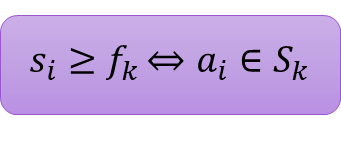 sᵢ ≥ fₖ ⇔ aᵢ ∈ Sₖ